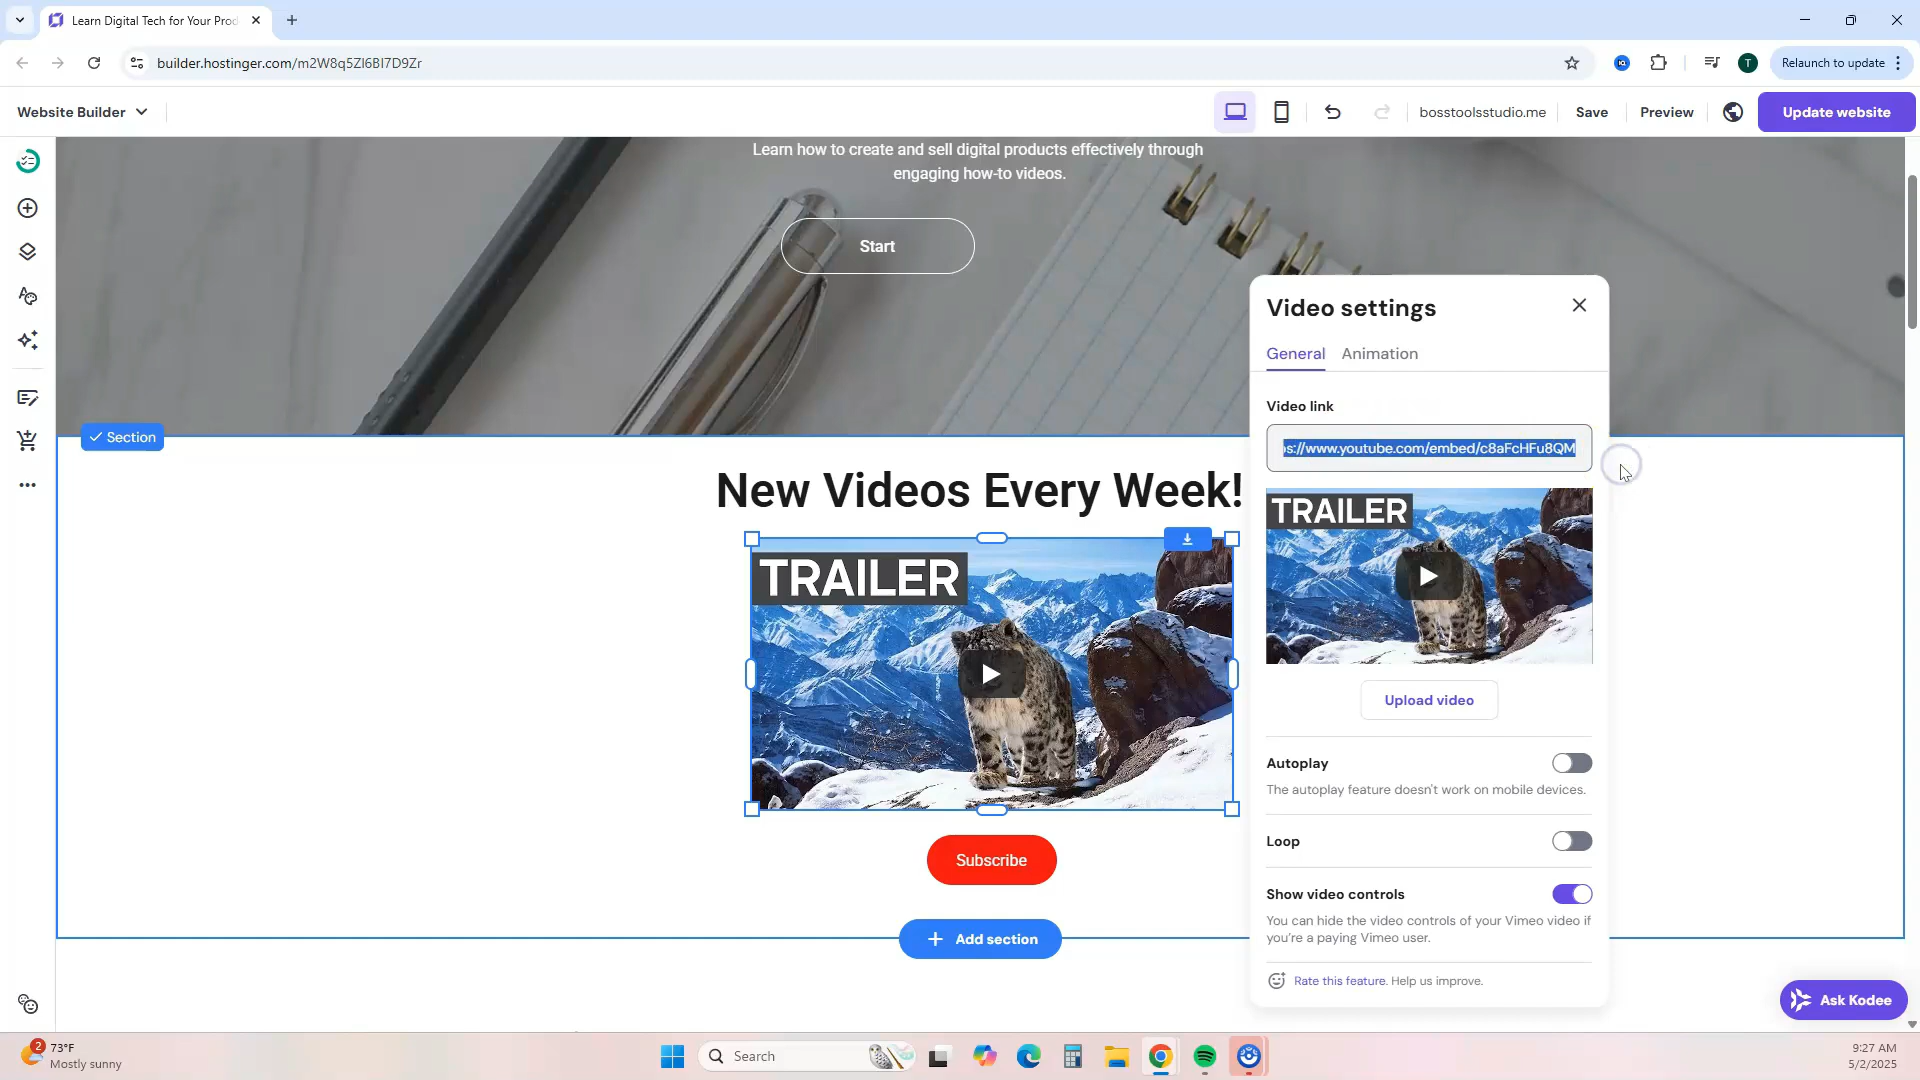 Learn Digital Tech for Your Prod
builder.hostinger.com/m2W8q5Zl6BI7D9Zr
Relaunch to update
Website Builder
bosstoolsstudio.me
Save
Preview
Update website
Learn how to create and sell digital products effectively through
engaging how-to videos.
Start
Section
New Videos Every Week!
TRAILER
Subscribe
Add section
Video settings
General
Animation
Video link
os://www.youtube.com/embed/c8aFcHFu8QM
TRAILER
Upload video
Autoplay
The autoplay feature doesn't work on mobile devices.
Loop
Show video controls
You can hide the video controls of your Vimeo video if
you're a paying Vimeo user.
Rate this feature. Help us improve.
Ask Kodee
2
73°F
Mostly sunny
Search
T
9:27 AM
5/2/2025